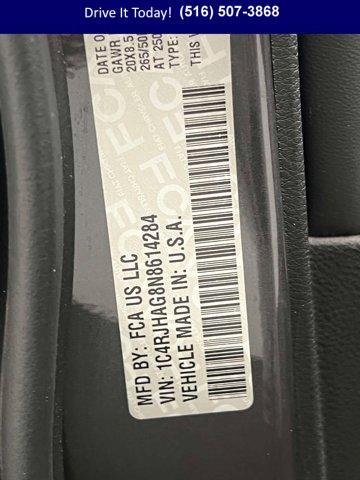 Drive It Today! (516) 507-3868
DATE O
GAWR
20X8.5
265/50
AT 250
TYPE:
THIS V
MFD BY: FCA US LLC
VIN: 1C4RJHAG8N8614284
VEHICLE MADE IN: U.S.A.